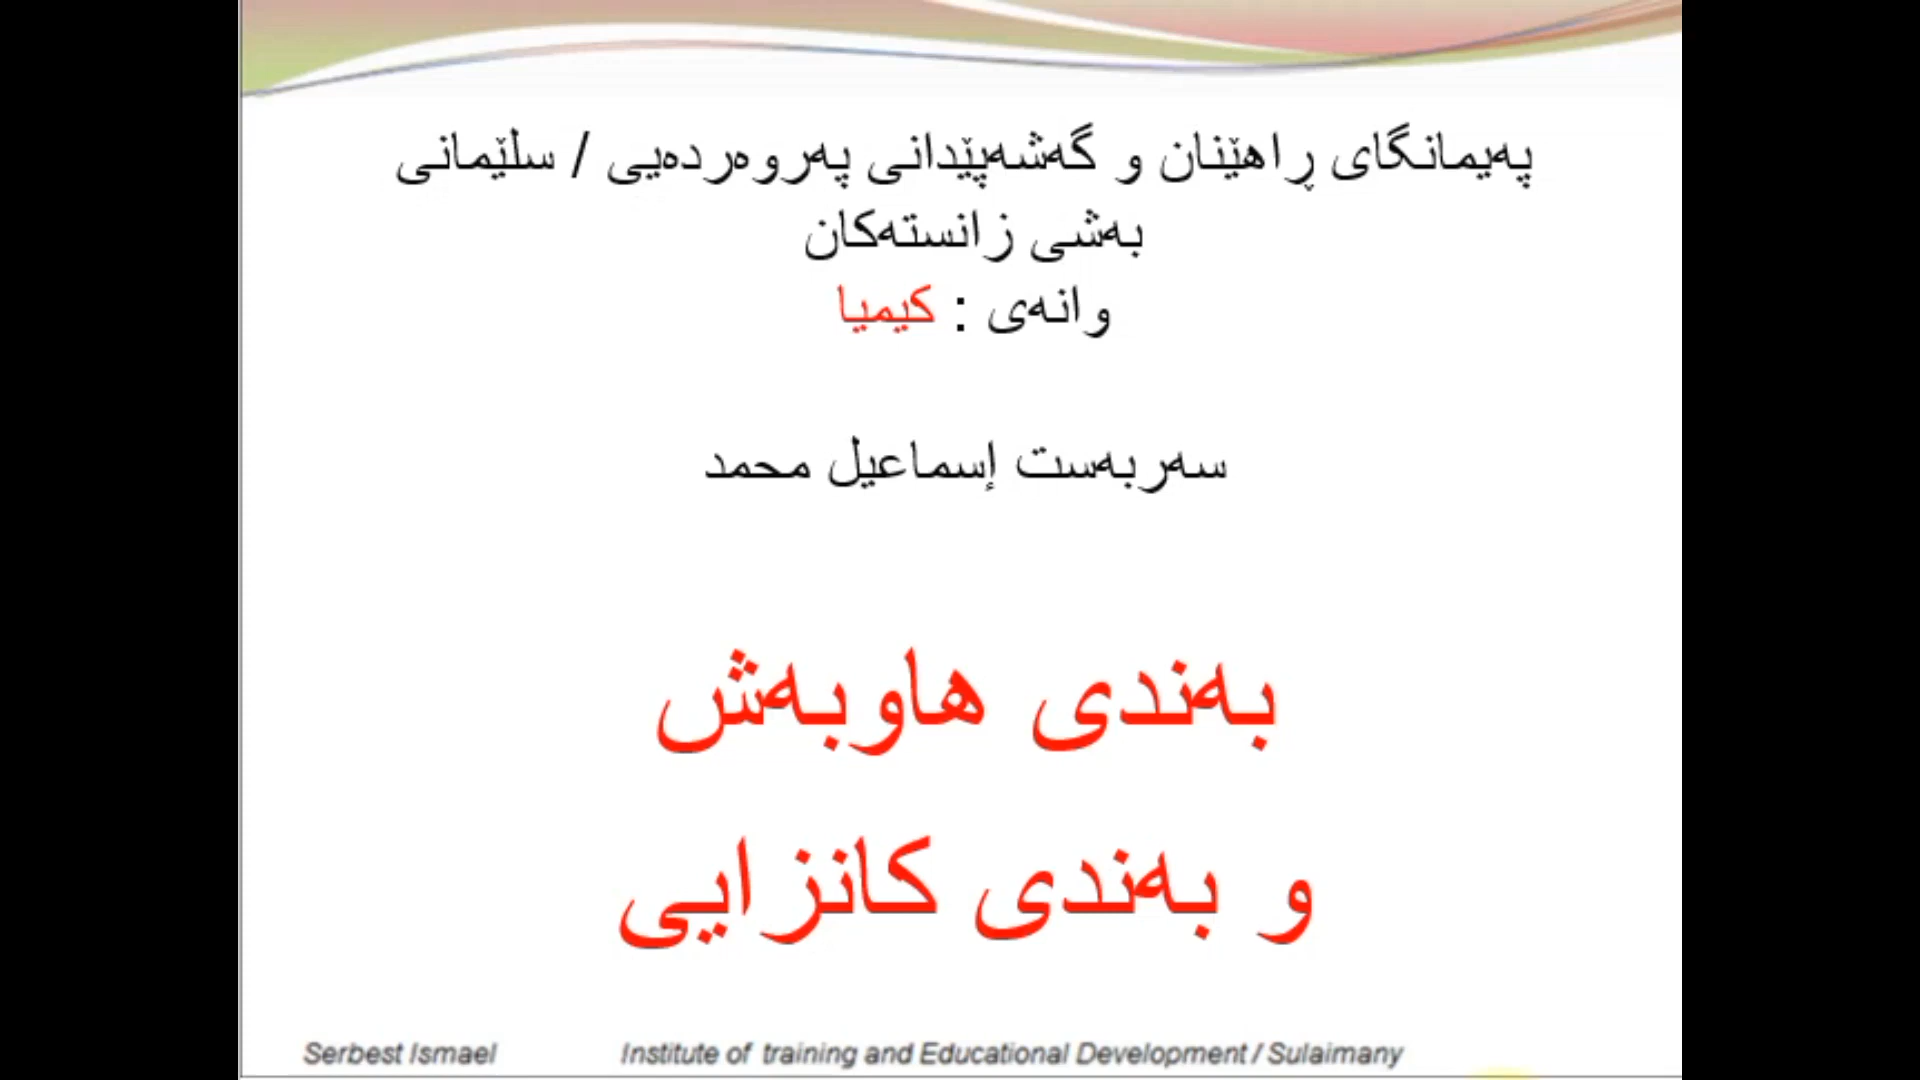 پەیمانگای ڕاهێنان و گەشەپێدانی پەروەردەیی / سلێمانی
بەشی زانستەکان
وانەی : کیمیا
سەربەست إسماعیل محمد
بەندی هاوبەش
و بەندی کانزایی
Serbest Ismael Institute of training and Educational Development / Sulaimany